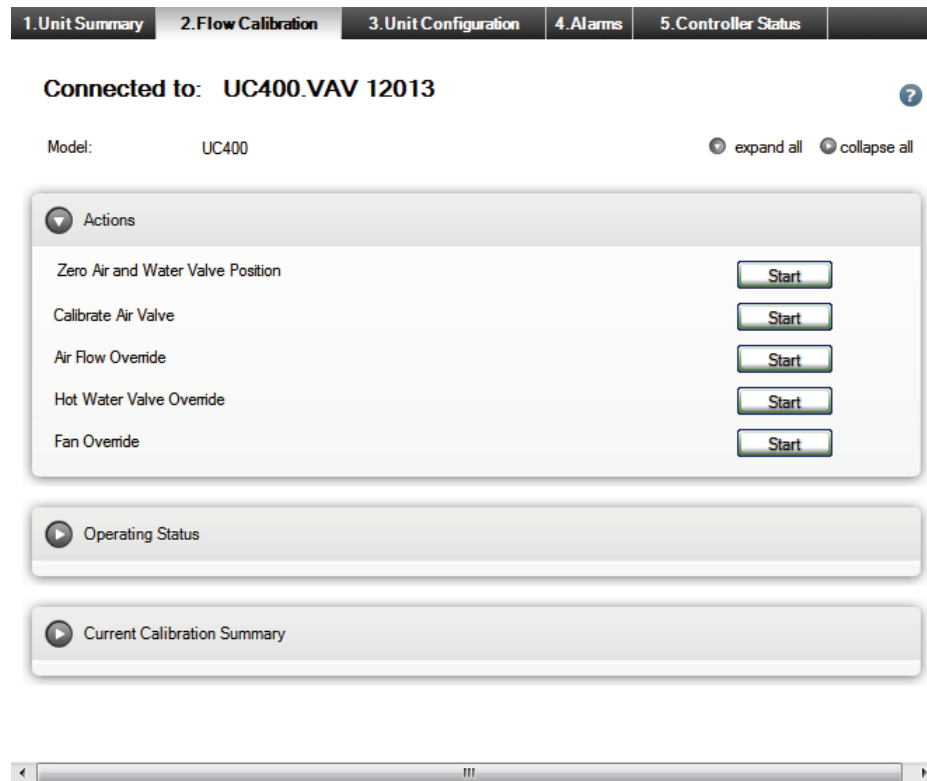 1.Unit Summary 2.Flow Calibration 3.Unit Configuration 4.Alarms 5.Controller Status
Connected to: UC400.VAV 12013
?
Model: UC400 expand all collapse all
Actions
Zero Air and Water Valve Position Start
Calibrate Air Valve Start
Air Flow Override Start
Hot Water Valve Override Start
Fan Override Start
Operating Status
Current Calibration Summary